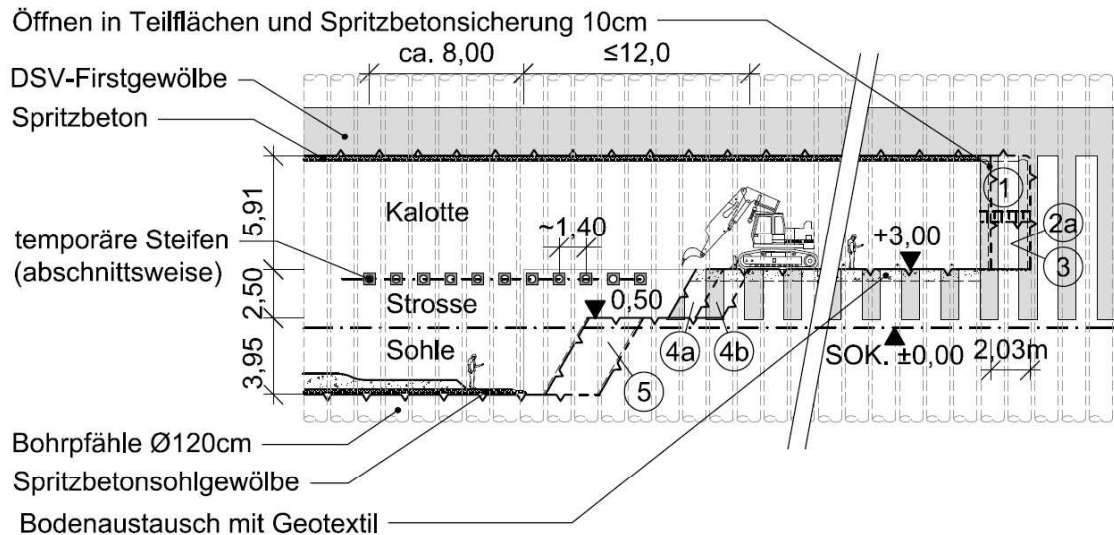 Öffnen in Teilflächen und Spritzbetonsicherung 10cm
ca. 8,00
≤12,0
DSV-Firstgewölbe
Spritzbeton
1
5,91
Kalotte
~1,40
+3,00
2a
temporäre Steifen
(abschnittsweise)
3
2,50
Strosse
0,50
4a
4b
SOK. ±0,00
2,03m
3,95
Sohle
5
Bohrpfähle Ø120cm
Spritzbetonsohlgewölbe
Bodenaustausch mit Geotextil